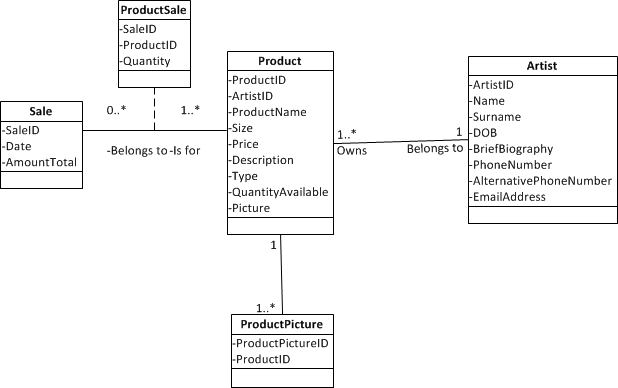 ProductSale
-SaleID
-ProductID
-Quantity
Sale
-SaleID
-Date
-AmountTotal
0..*
1..*
-Belongs to -Is for
Product
-ProductID
-ArtistID
-ProductName
-Size
-Price
-Description
-Type
-QuantityAvailable
-Picture
1..*
Owns
1
Belongs to
Artist
-ArtistID
-Name
-Surname
-DOB
-BriefBiography
-PhoneNumber
-AlternativePhoneNumber
-EmailAddress
1
1..*
ProductPicture
-ProductPictureID
-ProductID